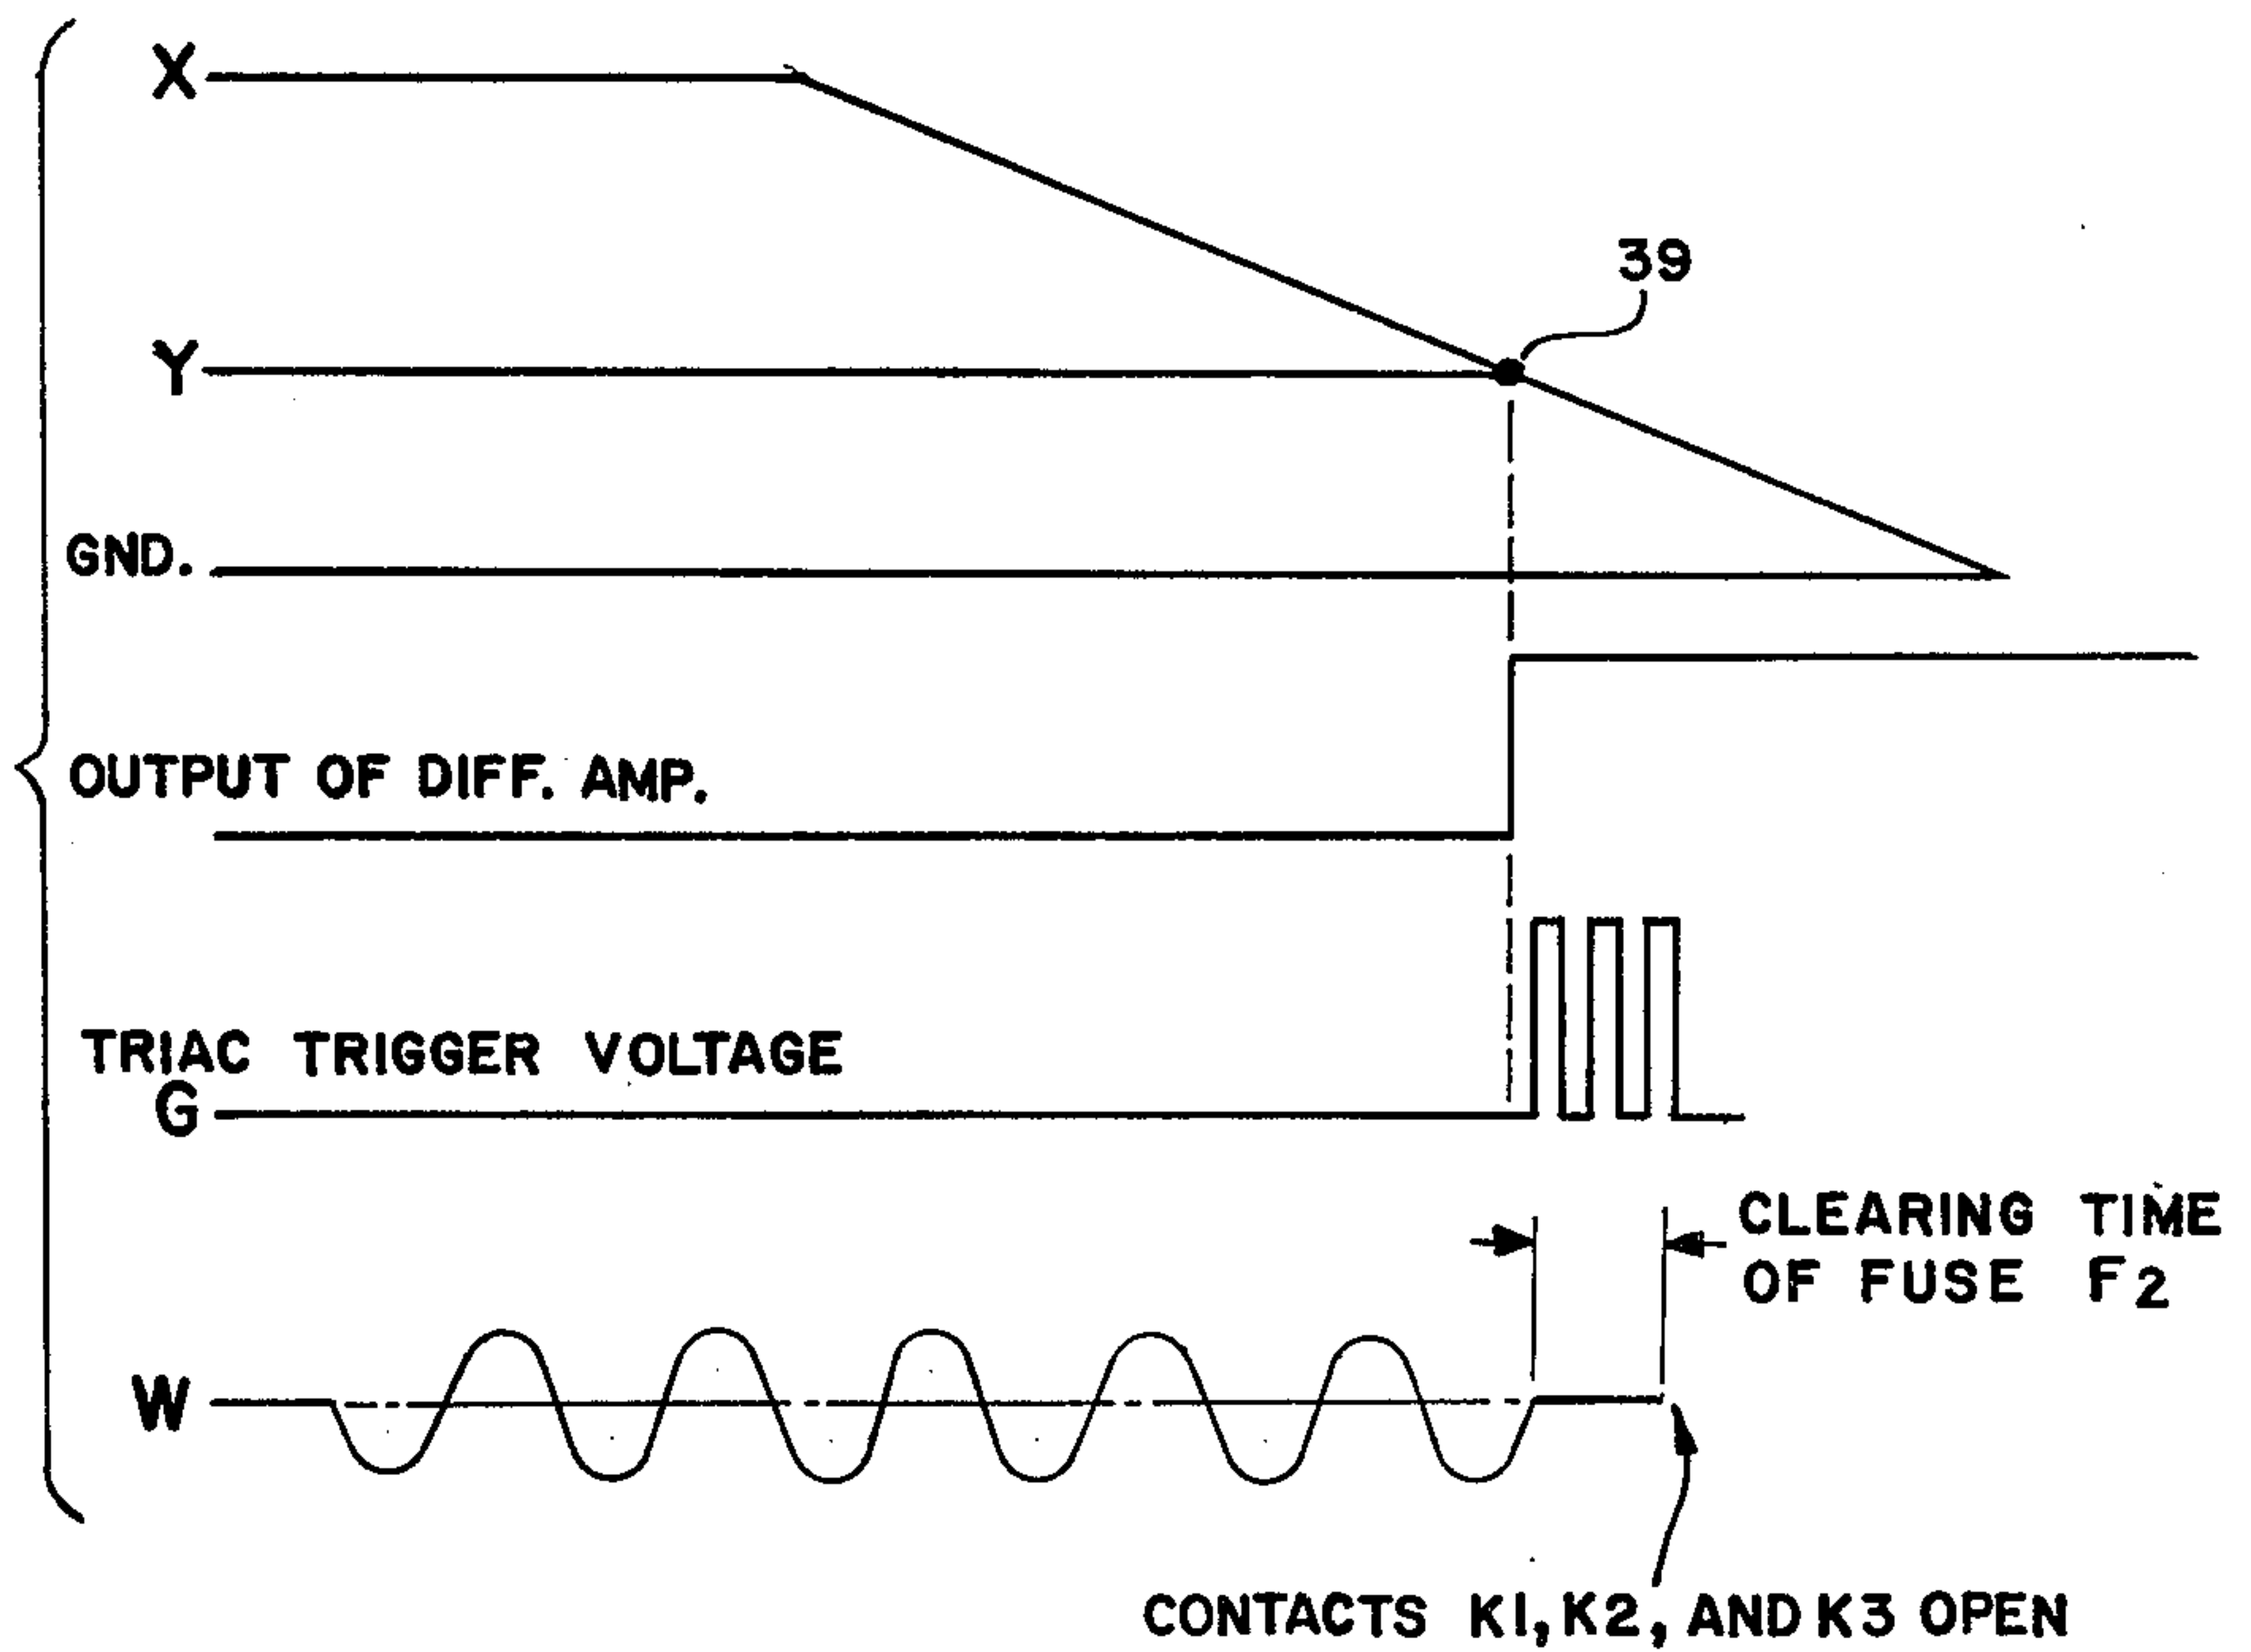 X
39
Y
GND.
OUTPUT OF DIFF. AMP.
TRIAC TRIGGER VOLTAGE
G
CLEARING TIME
OF FUSE F2
W
CONTACTS K1, K2, AND K3 OPEN